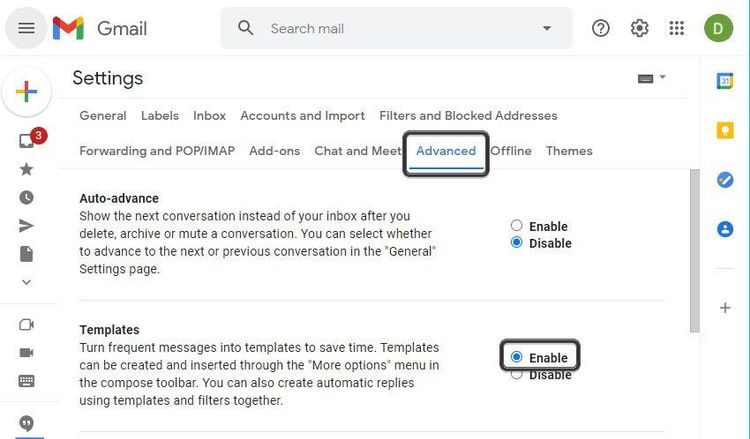 Gmail
Search mail
D
Settings
31
General Labels Inbox Accounts and Import Filters and Blocked Addresses
3
Forwarding and POP/IMAP Add-ons Chat and Meet Advanced Offline Themes
Auto-advance
Show the next conversation instead of your inbox after you
delete, archive or mute a conversation. You can select whether
to advance to the next or previous conversation in the "General"
Settings page.
Enable
Disable
Templates
Turn frequent messages into templates to save time. Templates
can be created and inserted through the "More options" menu in
the compose toolbar. You can also create automatic replies
using templates and filters together.
Enable
Disable